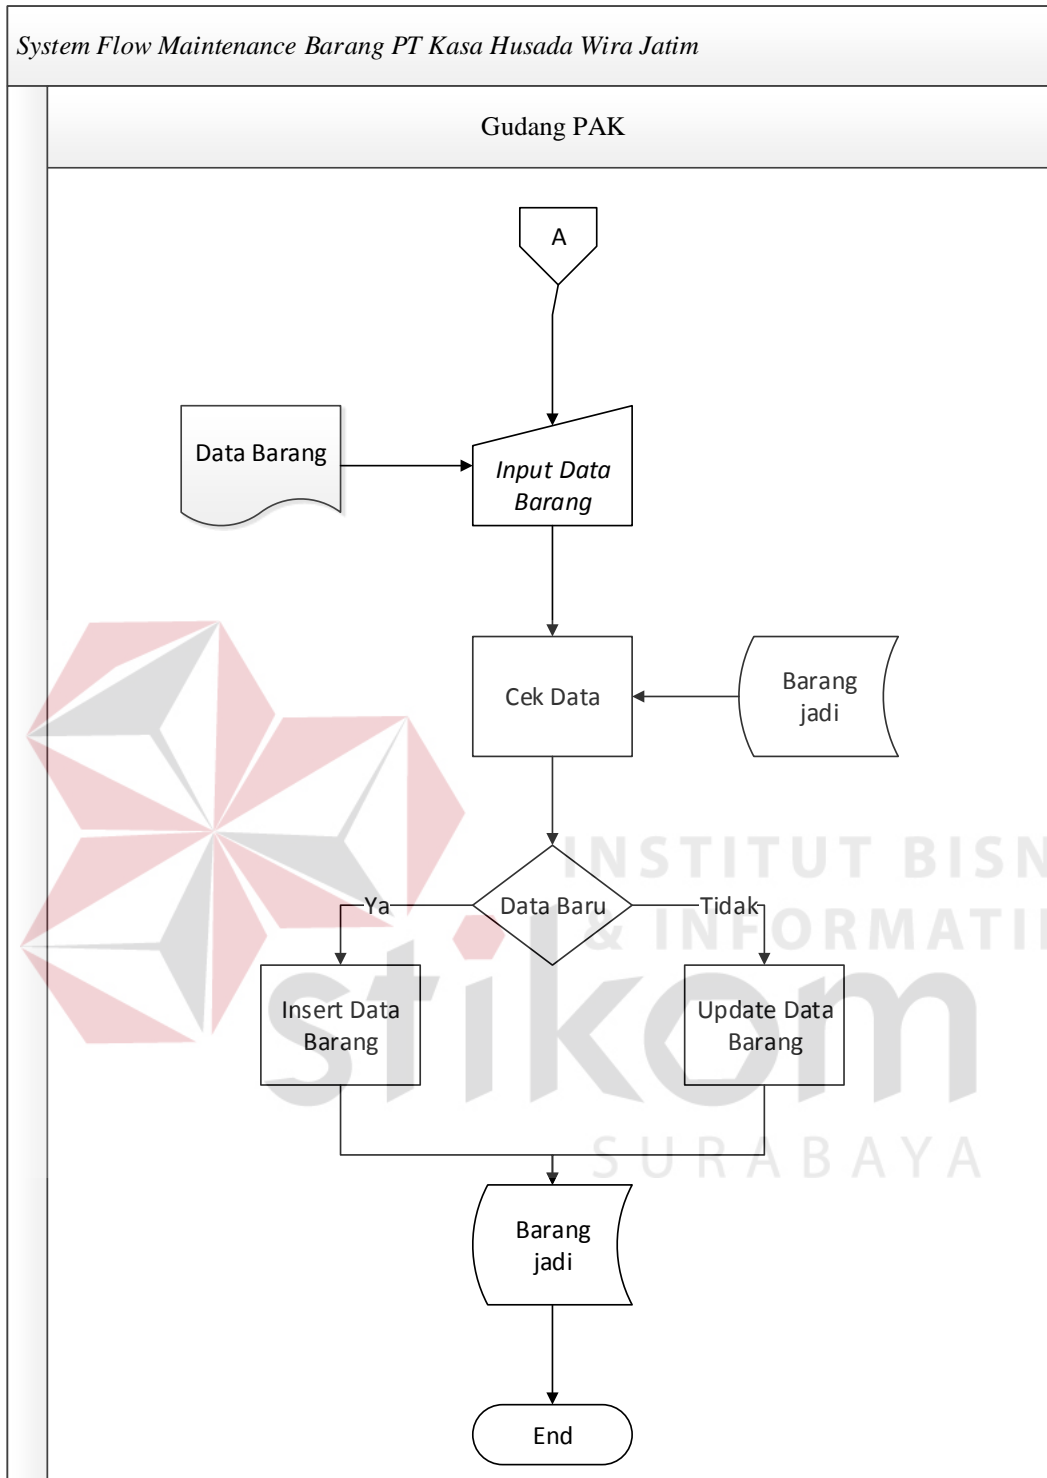 System Flow Maintenance Barang PT Kasa Husada Wira Jatim
Gudang PAK
A
Data Barang
Input Data
Barang
Cek Data
Barang
jadi
INSTITUT BISN
& INFORMATI
Ya
Data Baru
Tidak
stikom
SURABAYA
Insert Data
Barang
Update Data
Barang
Barang
jadi
End